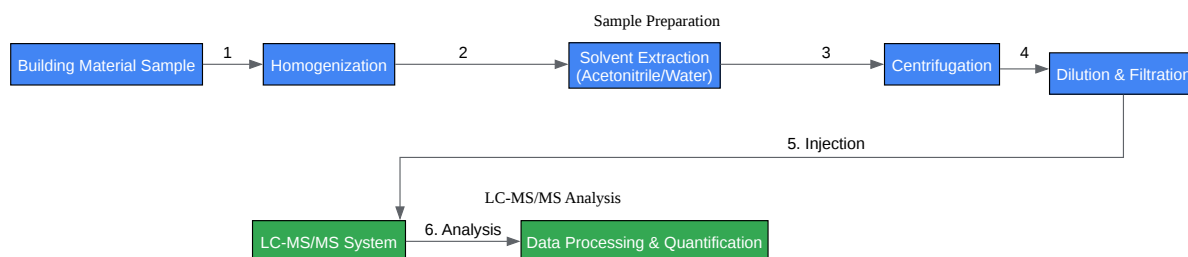 Sample Preparation
Building Material Sample
1
Homogenization
2
Solvent Extraction
(Acetonitrile/Water)
3
Centrifugation
4
Dilution & Filtration
5. Injection
LC-MS/MS Analysis
LC-MS/MS System
6. Analysis
Data Processing & Quantification